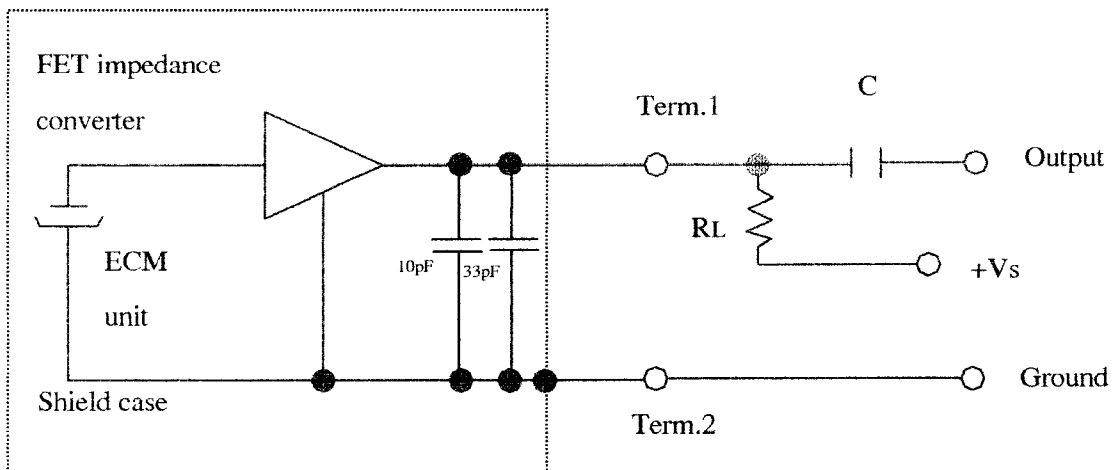 FET impedance
converter
ECM
unit
Shield case
10pF
33pF
Term.1
C
Output
RL
+Vs
Term.2
Ground